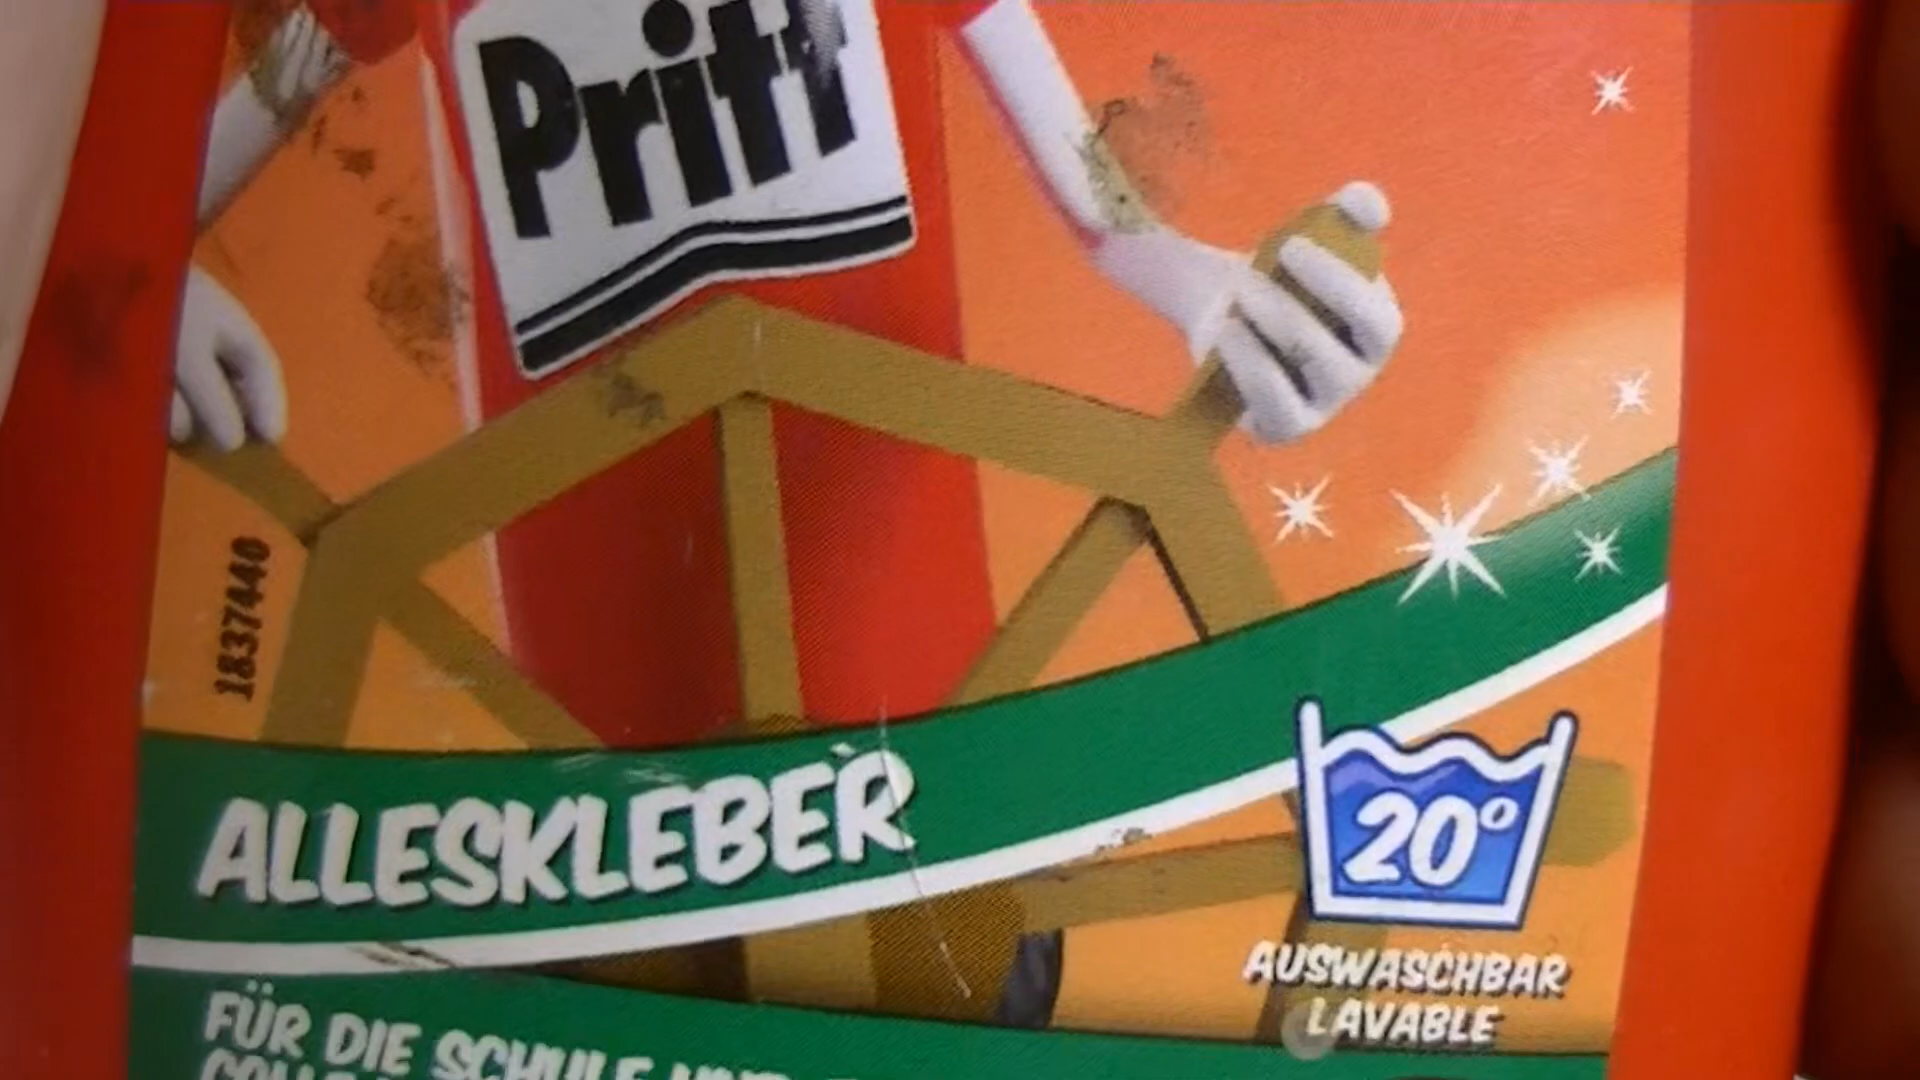 Pritt
1837440
ALLESKLEBER
20°
AUSWASCHBAR
LAVABLE
FÜR DIE SCHULE UND